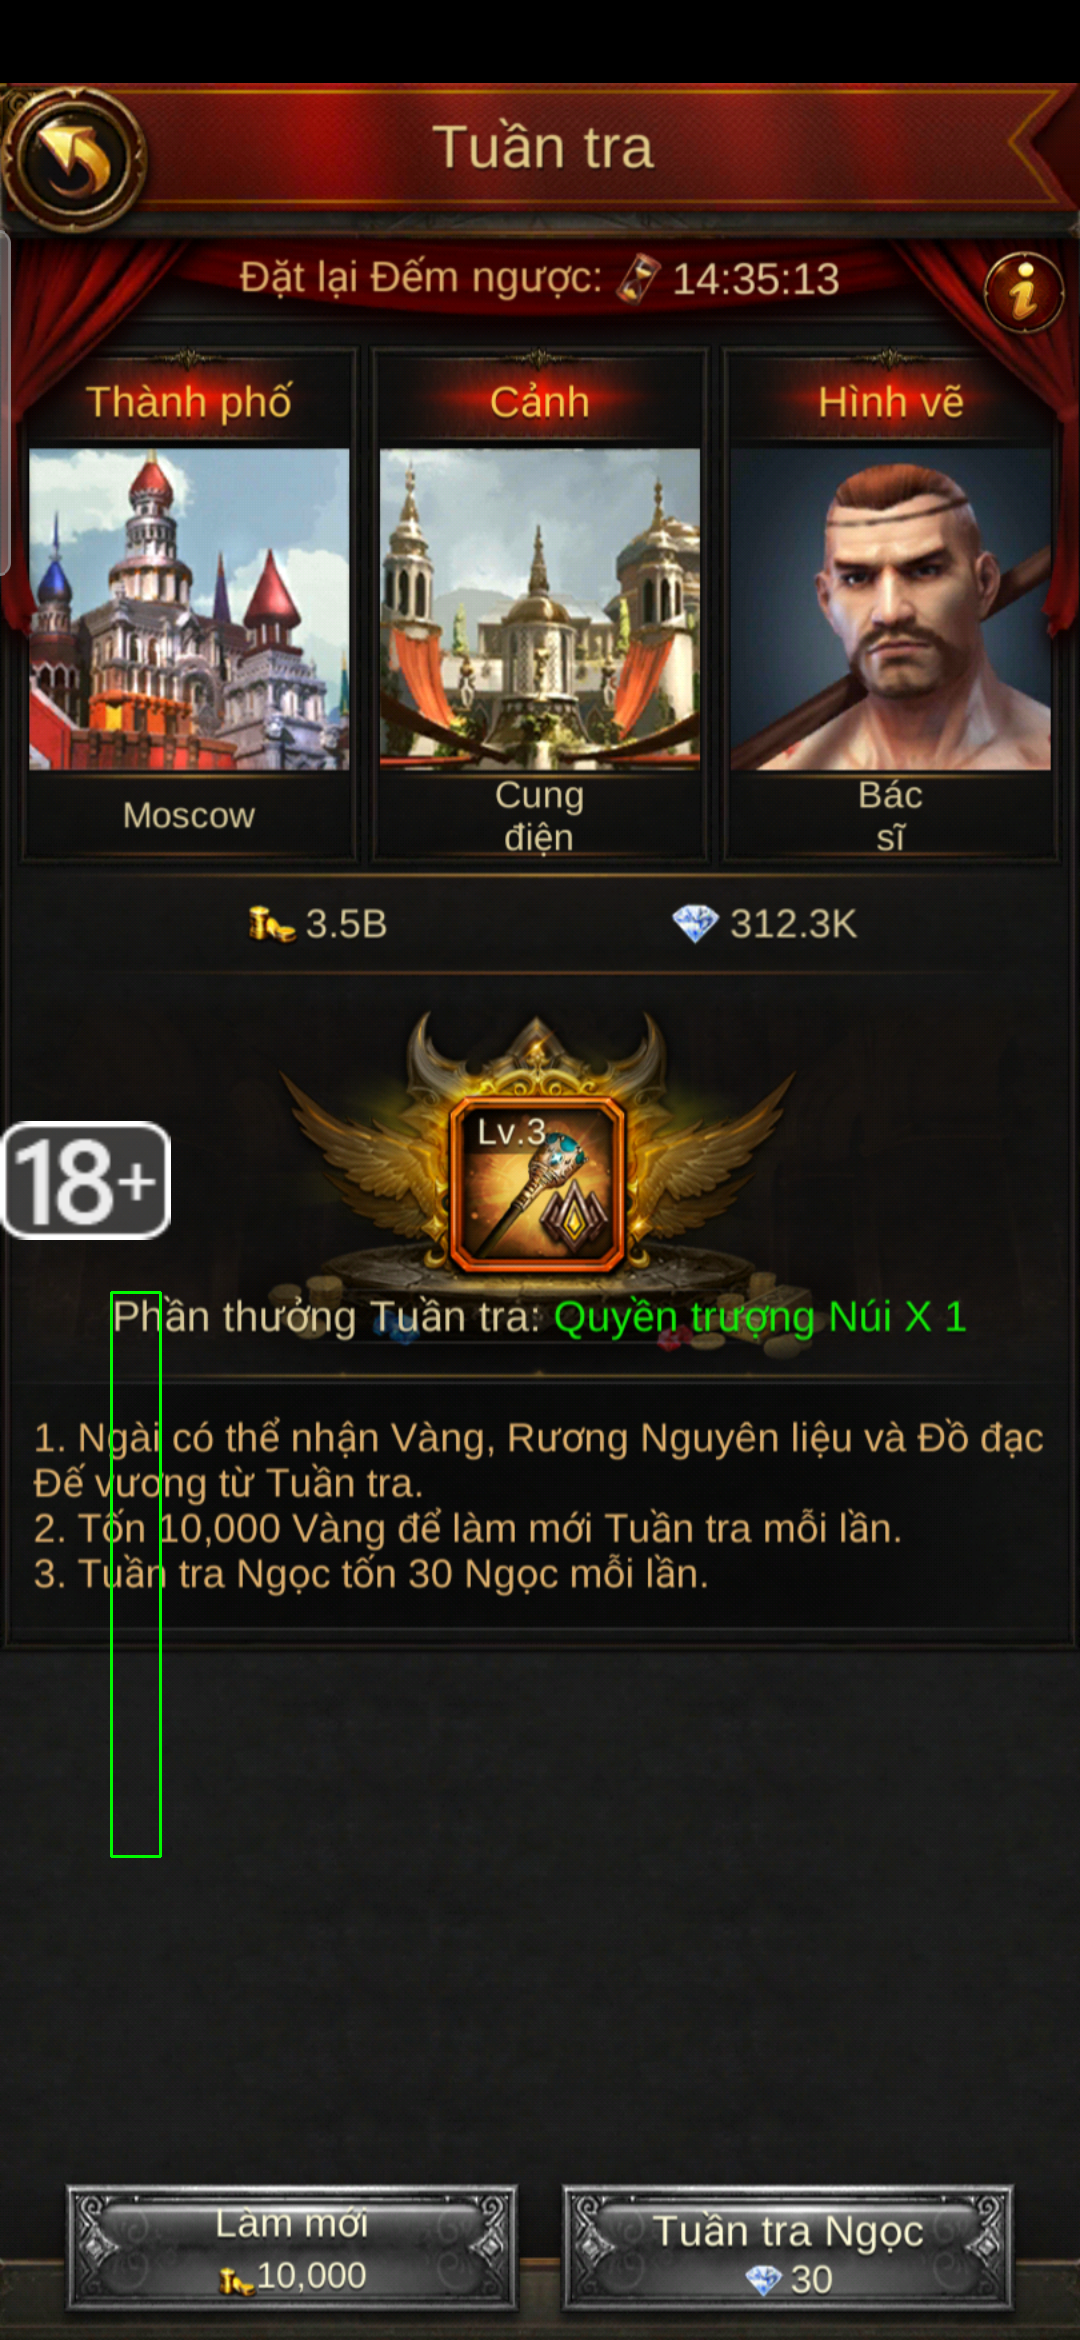 Tuần tra
Đặt lại Đếm ngược: 14:35:13
Thành phố
Cảnh
Hình vẽ
Moscow
Cung
điện
Bác
sĩ
3.5B
312.3K
Lv.3
18+
Phần thưởng Tuần tra: Quyền trượng Núi X 1
1. Ngài có thể nhận Vàng, Rương Nguyên liệu và Đồ đạc
Đế vương từ Tuần tra.
2. Tốn 10,000 Vàng để làm mới Tuần tra mỗi lần.
3. Tuần tra Ngọc tốn 30 Ngọc mỗi lần.
Làm mới
10,000
Tuần tra Ngọc
30